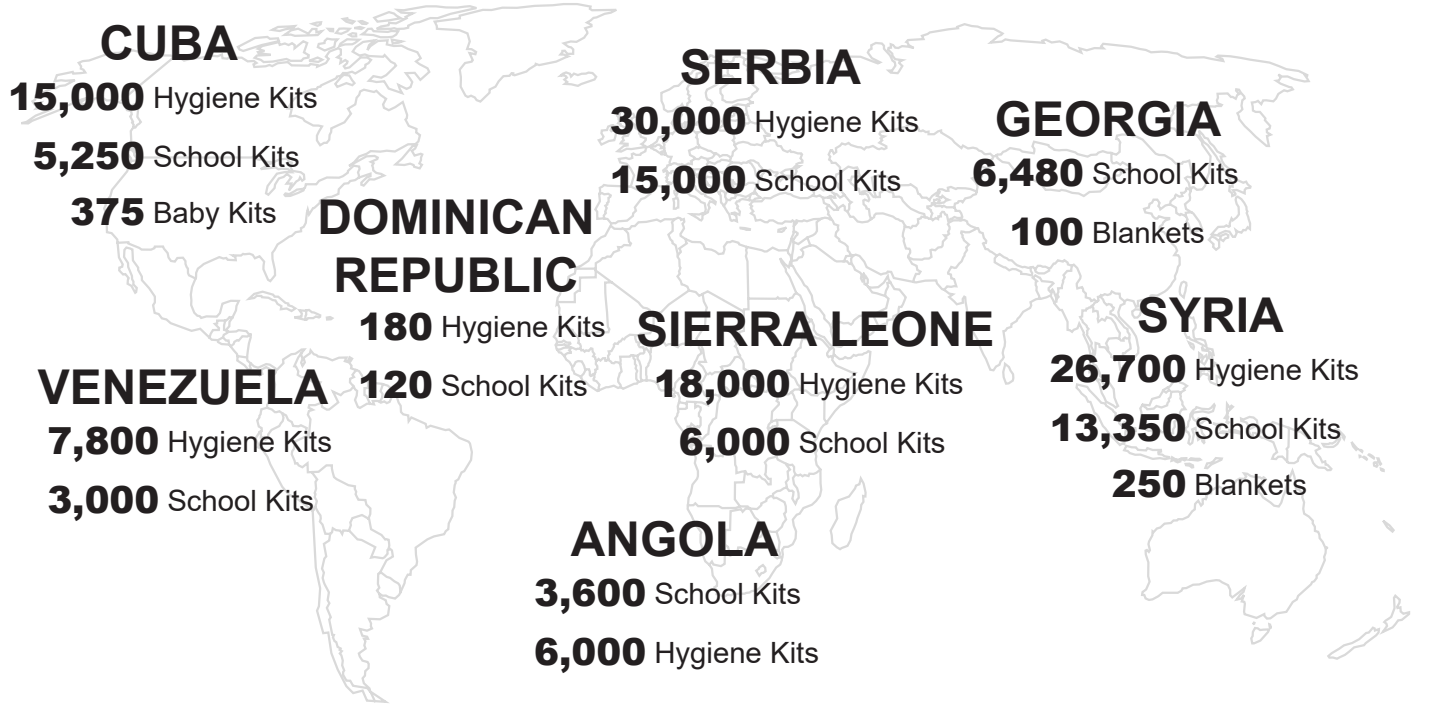 CUBA
15,000 Hygiene Kits
5,250 School Kits
375 Baby Kits
DOMINICAN
REPUBLIC
180 Hygiene Kits
120 School Kits
VENEZUELA
7,800 Hygiene Kits
3,000 School Kits
SERBIA
30,000 Hygiene Kits
15,000 School Kits
GEORGIA
6,480 School Kits
100 Blankets
SIERRA LEONE
18,000 Hygiene Kits
6,000 School Kits
SYRIA
26,700 Hygiene Kits
13,350 School Kits
250 Blankets
ANGOLA
3,600 School Kits
6,000 Hygiene Kits